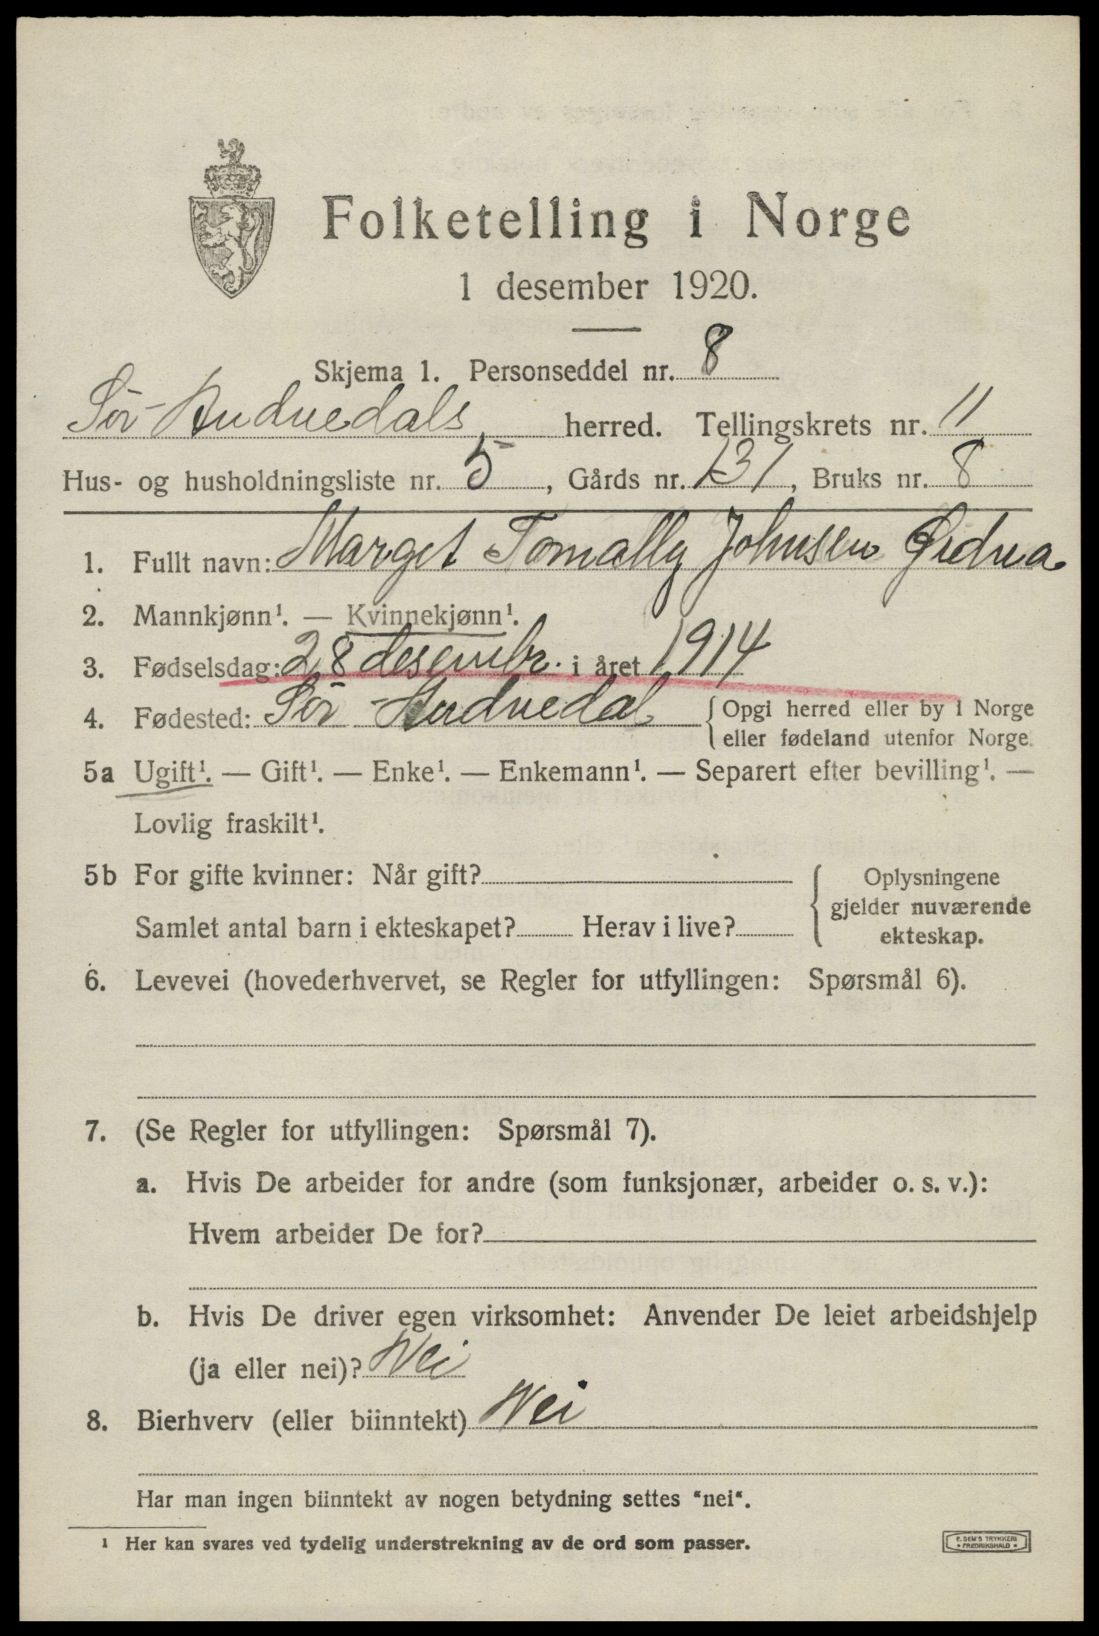 Folketelling i Norge
1 desember 1920.
Skjema 1. Personseddel nr. 8
Sør-Audnedals herred. Tellingskrets nr. 11
Hus- og husholdningsliste nr. 5, Gårds nr. 131, Bruks nr. 8
1. Fullt navn: Marget Tomally Johnsen Øidna
2. Mannkjønn¹. — Kvinnekjønn¹.
3. Fødselsdag: 28 desembr. i året 1914
4. Fødested: Sør Audnedal {Opgi herred eller by i Norge
eller fødeland utenfor Norge.
5a Ugift¹. — Gift¹. — Enke¹. — Enkemann¹. — Separert efter bevilling¹. —
Lovlig fraskilt¹.
5b For gifte kvinner: Når gift?
Samlet antal barn i ekteskapet? Herav i live?
{Oplysningene
gjelder nuværende
ekteskap.
6. Levevei (hovederhvervet, se Regler for utfyllingen: Spørsmål 6).
7. (Se Regler for utfyllingen: Spørsmål 7).
a. Hvis De arbeider for andre (som funksjonær, arbeider o. s. v.):
Hvem arbeider De for?
b. Hvis De driver egen virksomhet: Anvender De leiet arbeidshjelp
(ja eller nei)? Nei
8. Bierhverv (eller biinntekt) Nei
Har man ingen biinntekt av nogen betydning settes "nei".
¹ Her kan svares ved tydelig understrekning av de ord som passer.
E. SEM'S TRYKKERI
• FREDRIKSHALD •